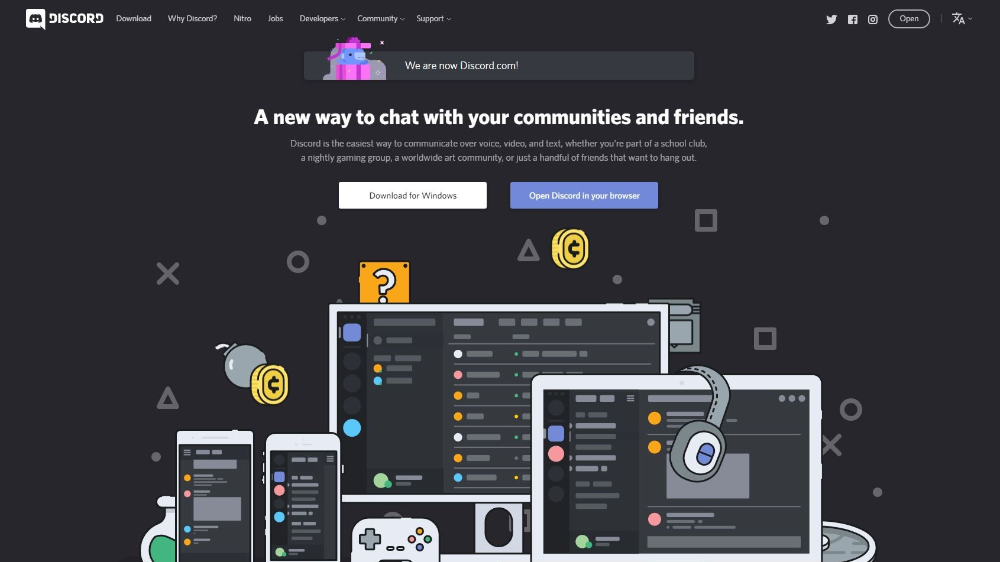 DISCORD Download Why Discord? Nitro Jobs Developers Community Support Open
We are now Discord.com!
A new way to chat with your communities and friends.
Discord is the easiest way to communicate over voice, video, and text, whether you’re part of a school club,
a nightly gaming group, a worldwide art community, or just a handful of friends that want to hang out.
Download for Windows
Open Discord in your browser